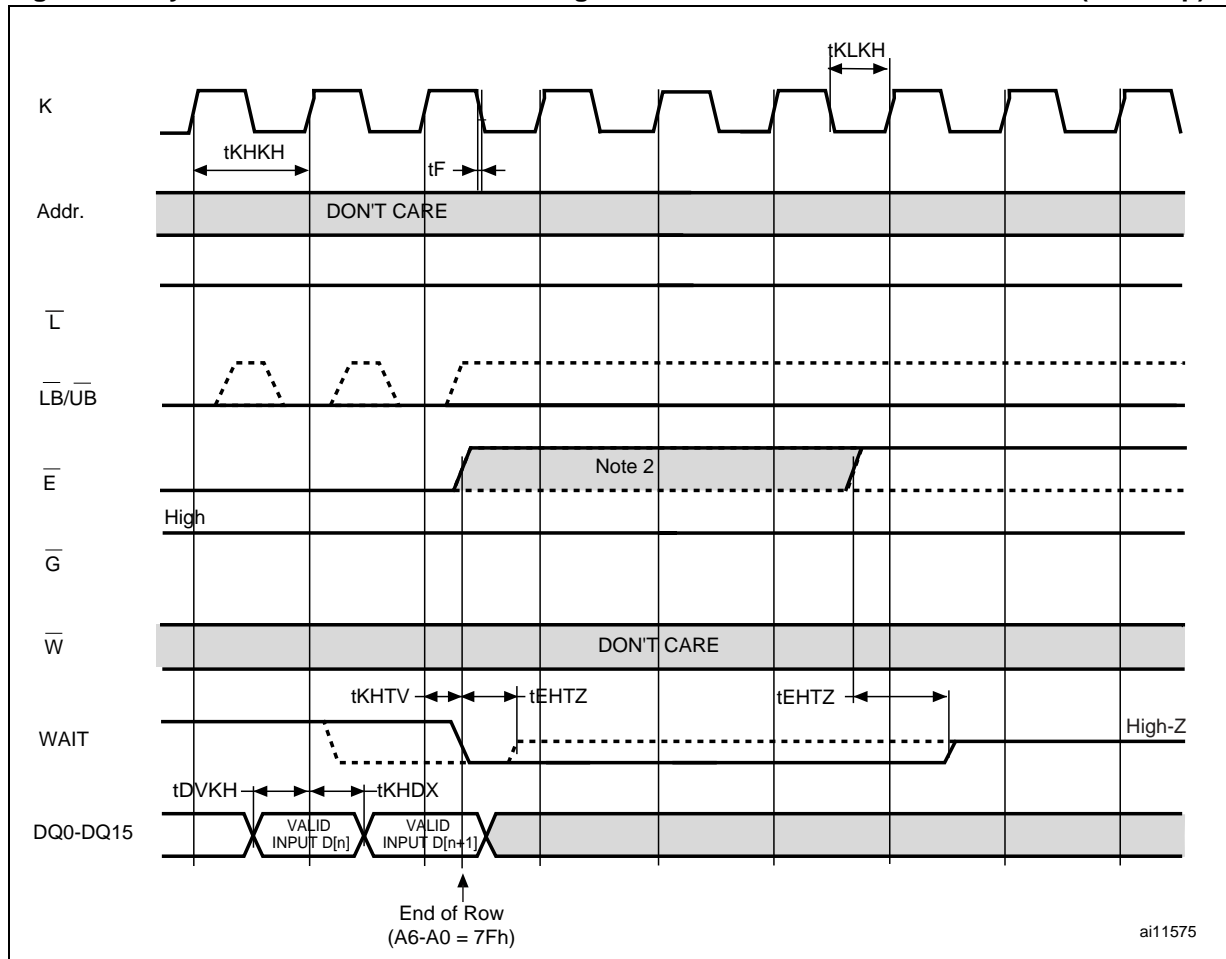 tKLKH
K
tKHKH
tF
Addr.
DON'T CARE
L
LB/UB
E
Note 2
High
G
W
DON'T CARE
tKHTV
tEHTZ
tEHTZ
WAIT
High-Z
tDVKH
tKHDX
DQ0-DQ15
VALID
INPUT D[n]
VALID
INPUT D[n+1]
End of Row
(A6-A0 = 7Fh)
ai11575